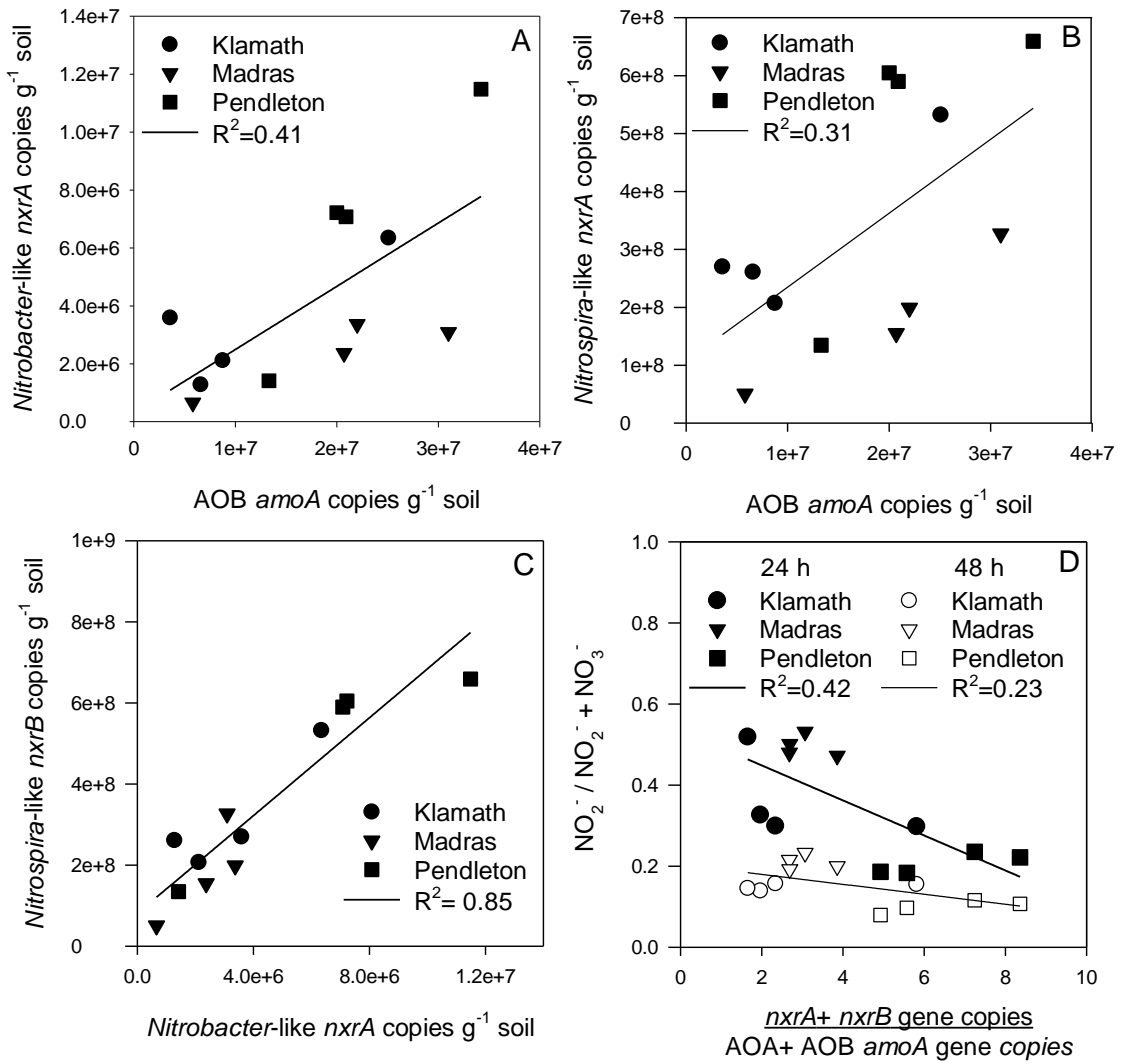 A
Klamath
Madras
Pendleton
R²=0.41
Nitrobacter-like nxrA copies g⁻¹ soil
1.4e+7
1.2e+7
1.0e+7
8.0e+6
6.0e+6
4.0e+6
2.0e+6
0.0
0 1e+7 2e+7 3e+7 4e+7
AOB amoA copies g⁻¹ soil
B
Klamath
Madras
Pendleton
R²=0.31
Nitrospira-like nxrA copies g⁻¹ soil
7e+8
6e+8
5e+8
4e+8
3e+8
2e+8
1e+8
0
0 1e+7 2e+7 3e+7 4e+7
AOB amoA copies g⁻¹ soil
C
Nitrospira-like nxrB copies g⁻¹ soil
1e+9
8e+8
6e+8
4e+8
2e+8
0
Klamath
Madras
Pendleton
R²= 0.85
0.0 4.0e+6 8.0e+6 1.2e+7
Nitrobacter-like nxrA copies g⁻¹ soil
D
24 h 48 h
Klamath Klamath
Madras Madras
Pendleton Pendleton
R²=0.42 R²=0.23
NO₂⁻ / NO₂⁻ + NO₃⁻
1.0
0.8
0.6
0.4
0.2
0.0
0 2 4 6 8 10
nxrA+ nxrB gene copies
AOA+ AOB amoA gene copies